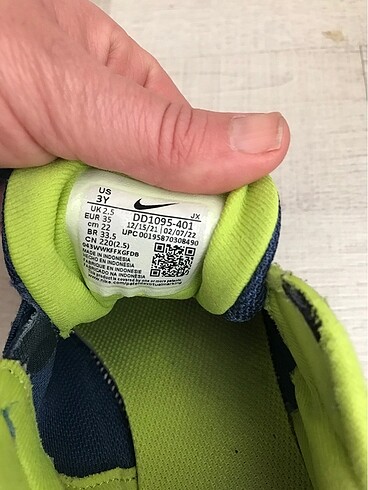 US
3Y
UK 2.5
EUR 35
cm 22
BR 33.5
CN 220(2.5)
DD1095-401 JX
12/15/21 02/07/22
UPC 00195870308490
MADE IN INDONESIA
FABRIQUE EN INDONESIE
FABRICADO EN INDONESIA